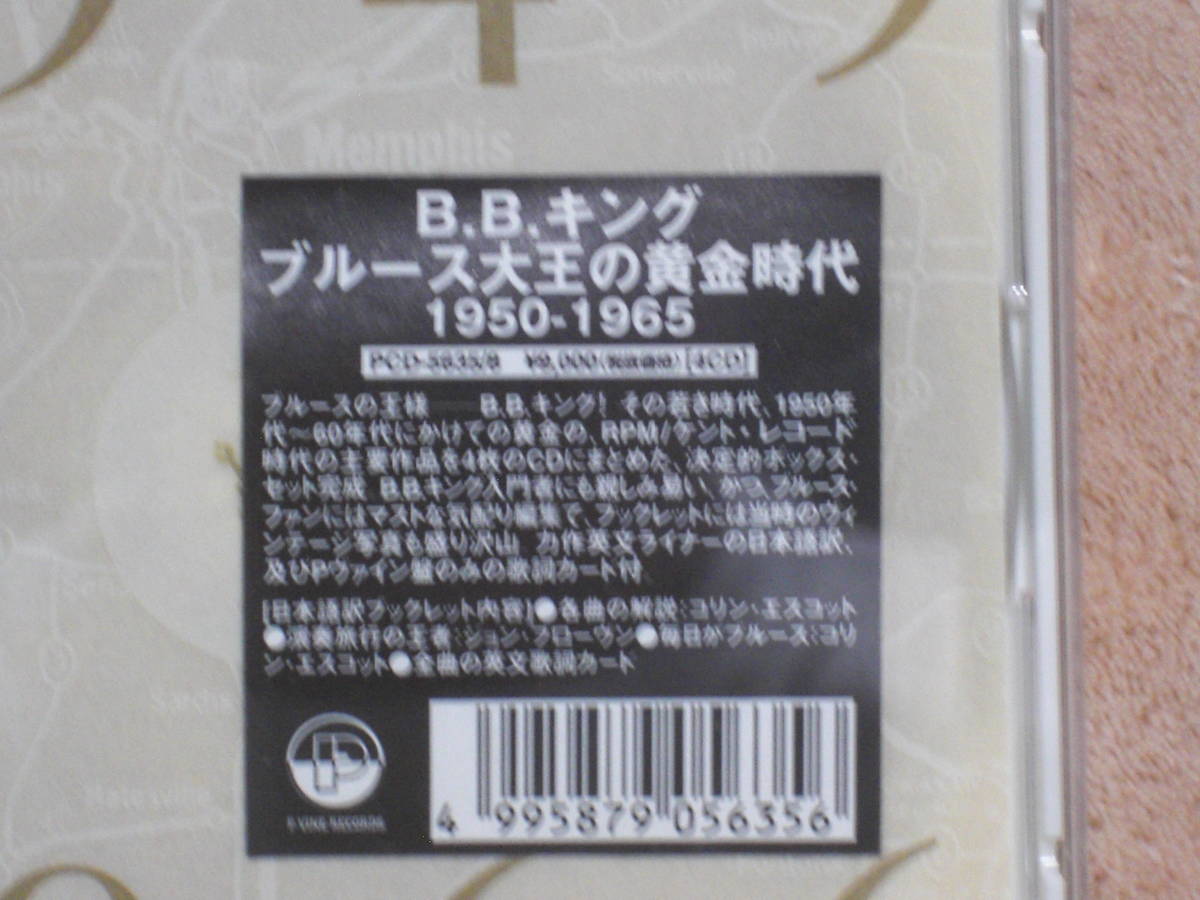 Somerville
Memphis
B.B.キング
ブルース大王の黄金時代
1950-1965
PCD-5635/8 ¥9,000(税抜価格) [4CD]
ブルースの王様――B.B.キング! その若き時代、1950年
代〜60年代にかけての黄金の、RPM/ケント・レコード
時代の主要作品を4枚のCDにまとめた、決定的ボックス・
セット完成 B.B.キング入門者にも親しみ易い、かつ、ブルース・
ファンにはマストな気配り編集で、ブックレットには当時のヴィ
ンテージ写真も盛り沢山 力作英文ライナーの日本語訳、
及びPヴァイン盤のみの歌詞カード付
[日本語訳ブックレット内容]●各曲の解説:コリン・エスコット
●演奏旅行の王者:ジョン・ブローヴン●毎日がブルース:コリ
ン・エスコット●全曲の英文歌詞カード
P-VINE RECORDS
4 995879 056356
Batesville